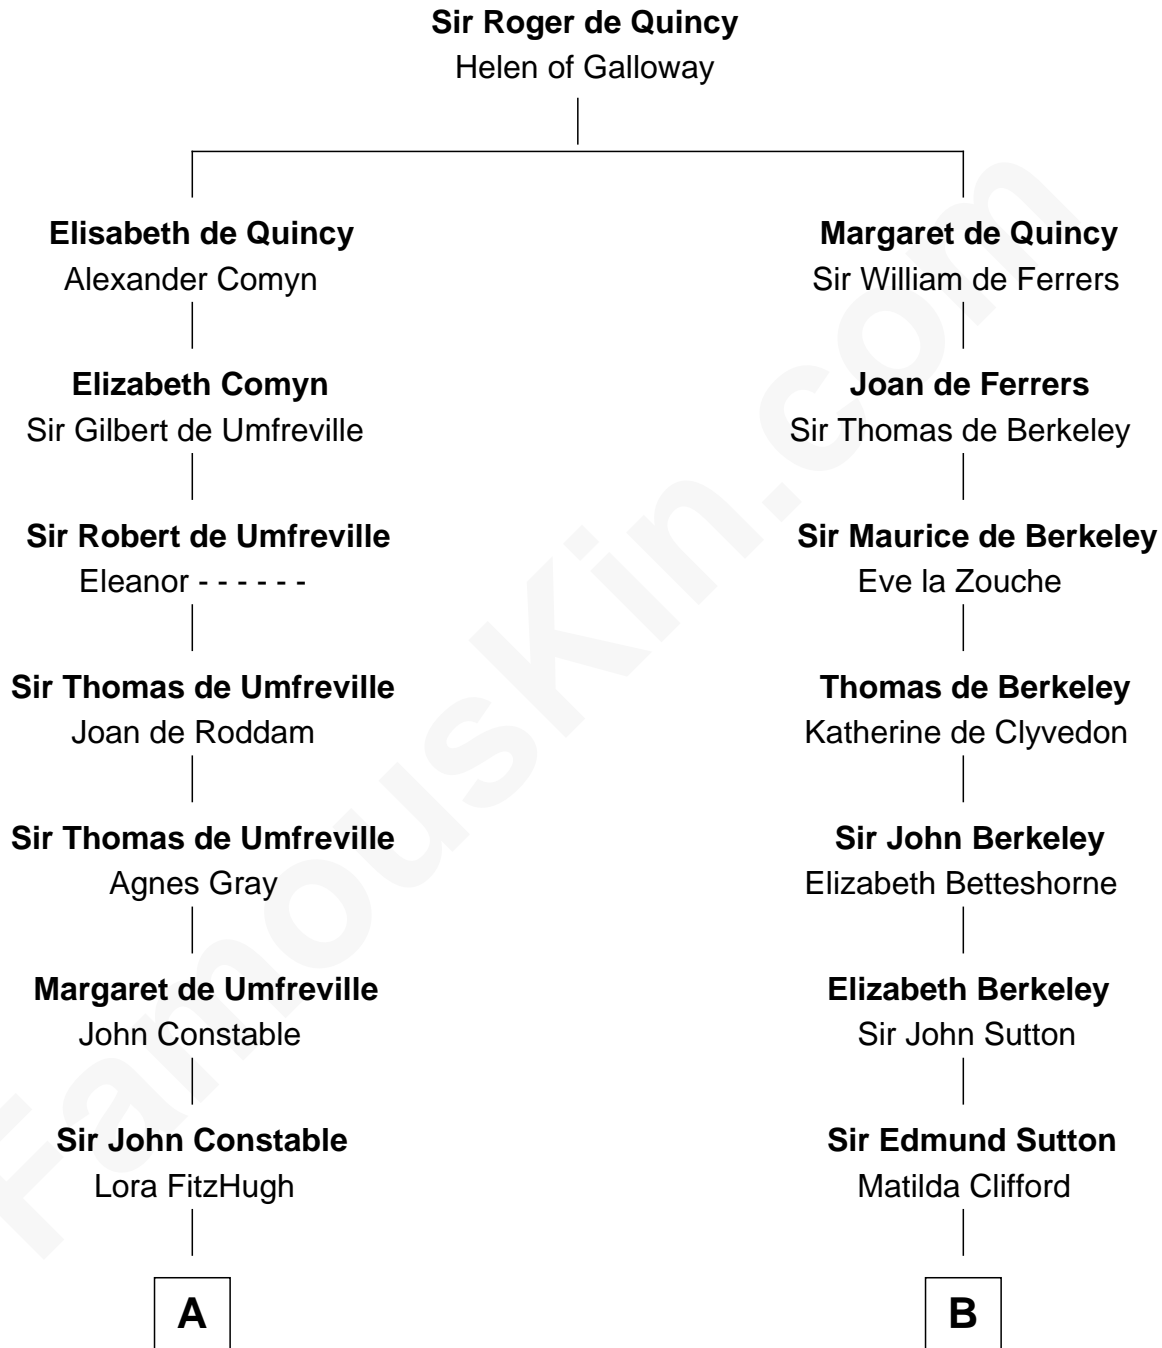 Sir Roger de Quincy
Helen of Galloway
Elisabeth de Quincy
Alexander Comyn
Margaret de Quincy
Sir William de Ferrers
Elizabeth Comyn
Sir Gilbert de Umfreville
Joan de Ferrers
Sir Thomas de Berkeley
Sir Robert de Umfreville
Eleanor - - - - - -
Sir Maurice de Berkeley
Eve la Zouche
Sir Thomas de Umfreville
Joan de Roddam
Thomas de Berkeley
Katherine de Clyvedon
Sir Thomas de Umfreville
Agnes Gray
Sir John Berkeley
Elizabeth Betteshorne
Margaret de Umfreville
John Constable
Elizabeth Berkeley
Sir John Sutton
Sir John Constable
Lora FitzHugh
Sir Edmund Sutton
Matilda Clifford
A
B
FamousKin.com